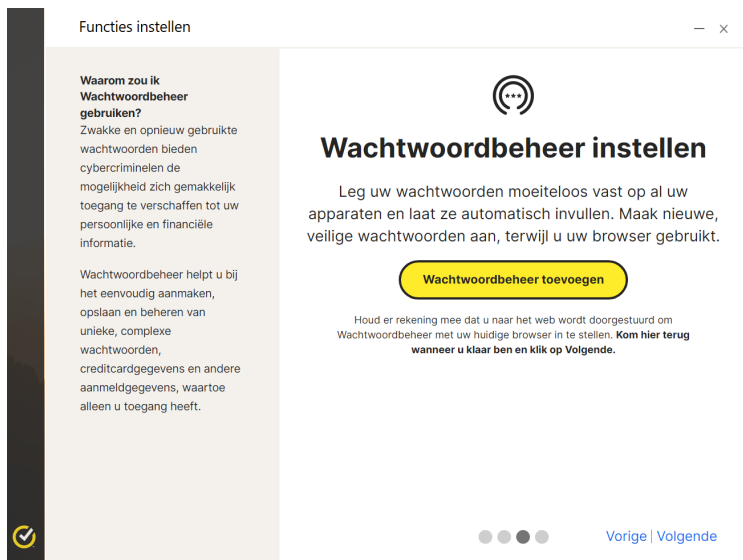 Functies instellen
Waarom zou ik
Wachtwoordbeheer
gebruiken?
Zwakke en opnieuw gebruikte
wachtwoorden bieden
cybercriminelen de
mogelijkheid zich gemakkelijk
toegang te verschaffen tot uw
persoonlijke en financiële
informatie.
Wachtwoordbeheer helpt u bij
het eenvoudig aanmaken,
opslaan en beheren van
unieke, complexe
wachtwoorden,
creditcardgegevens en andere
aanmeldgegevens, waartoe
alleen u toegang heeft.
Wachtwoordbeheer instellen
Leg uw wachtwoorden moeiteloos vast op al uw
apparaten en laat ze automatisch invullen. Maak nieuwe,
veilige wachtwoorden aan, terwijl u uw browser gebruikt.
Wachtwoordbeheer toevoegen
Houd er rekening mee dat u naar het web wordt doorgestuurd om
Wachtwoordbeheer met uw huidige browser in te stellen. Kom hier terug
wanneer u klaar ben en klik op Volgende.
Vorige | Volgende